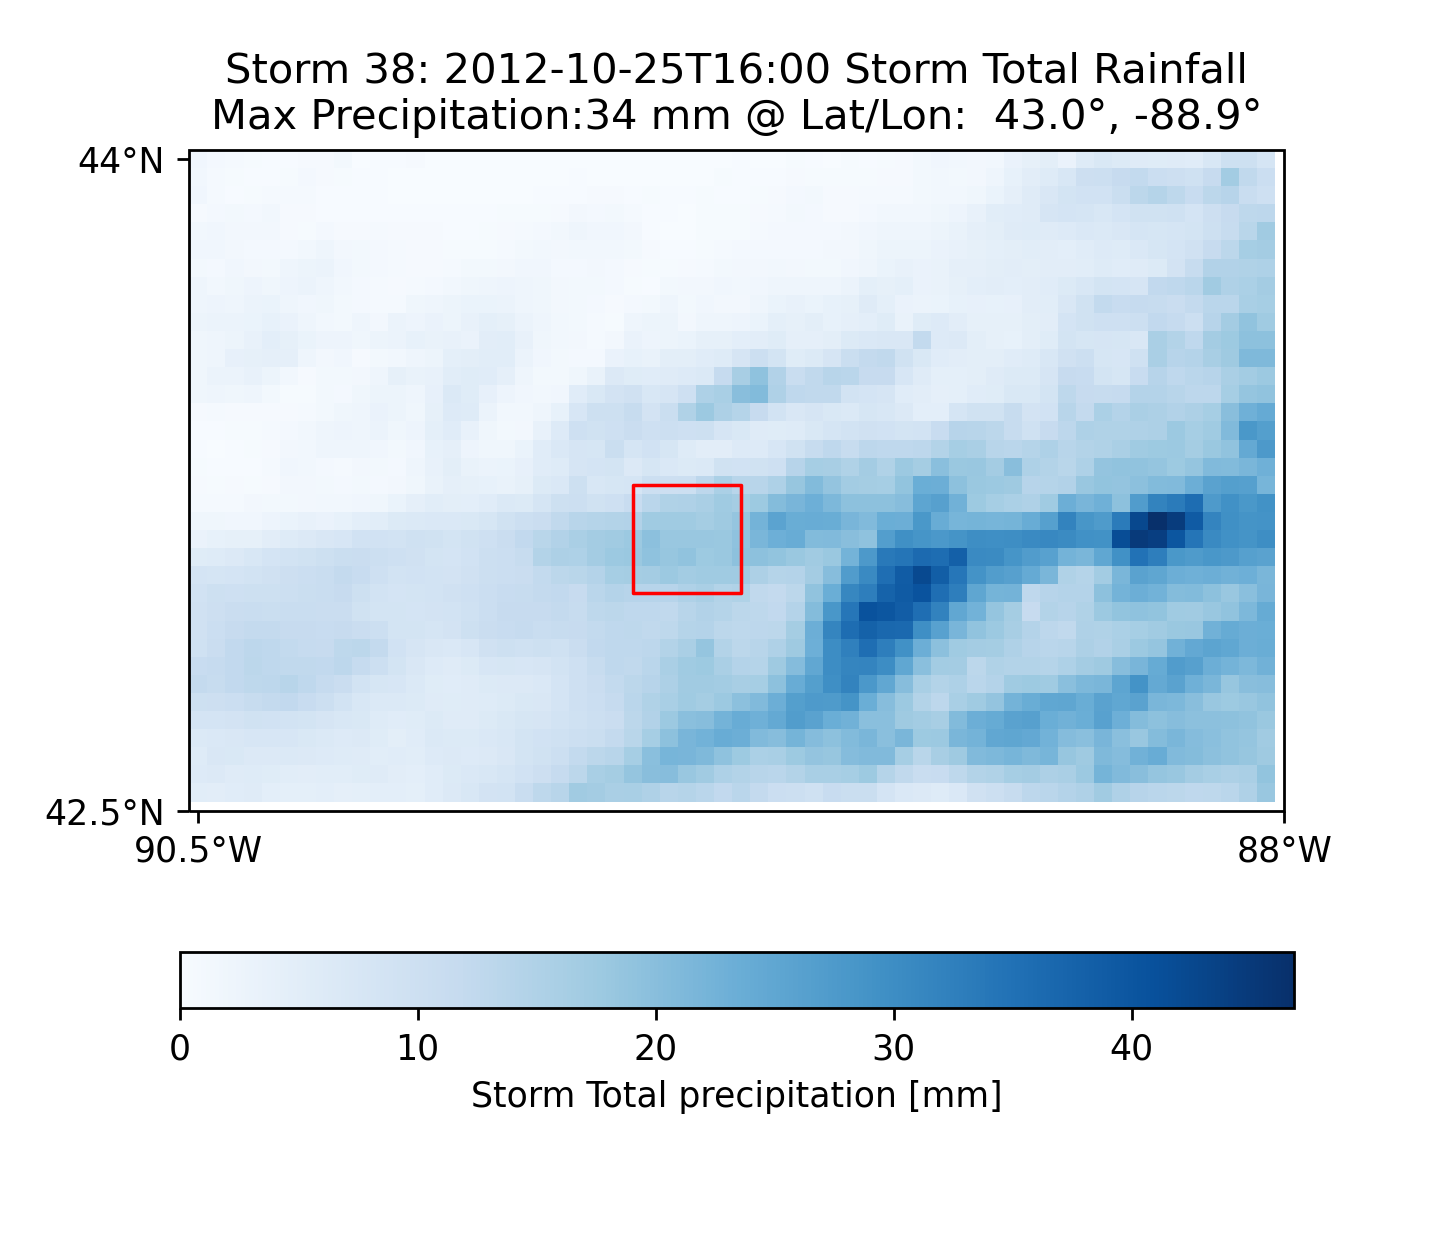 Storm 38: 2012-10-25T16:00 Storm Total Rainfall
Max Precipitation:34 mm @ Lat/Lon:  43.0°, -88.9°
44°N
42.5°N
90.5°W 88°W
0 10 20 30 40
Storm Total precipitation [mm]